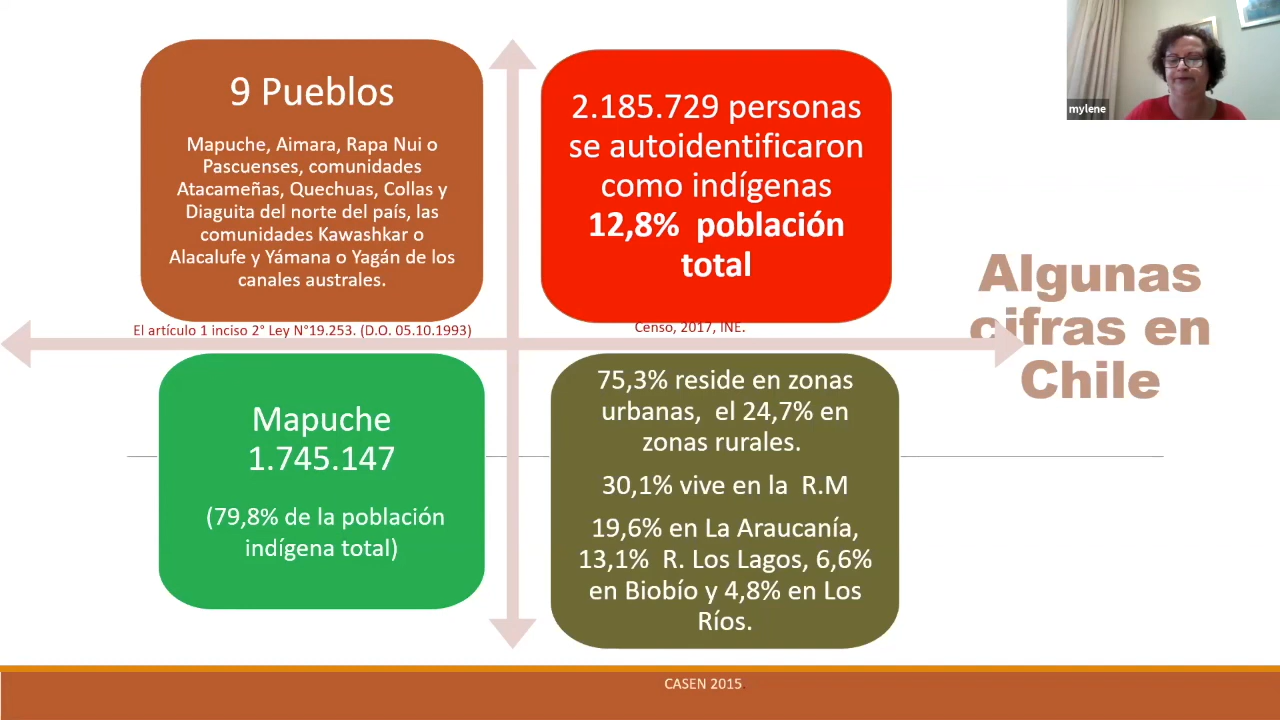 9 Pueblos
Mapuche, Aimara, Rapa Nui o
Pascuenses, comunidades
Atacameñas, Quechuas, Collas y
Diaguita del norte del país, las
comunidades Kawashkar o
Alacalufe y Yámana o Yagán de los
canales australes.
El artículo 1 inciso 2° Ley N°19.253. (D.O. 05.10.1993)
2.185.729 personas
se autoidentificaron
como indígenas
12,8% población
total
Censo, 2017, INE.
mylene
Algunas
cifras en
Chile
Mapuche
1.745.147
(79,8% de la población
indígena total)
75,3% reside en zonas
urbanas, el 24,7% en
zonas rurales.
30,1% vive en la R.M
19,6% en La Araucanía,
13,1% R. Los Lagos, 6,6%
en Biobío y 4,8% en Los
Ríos.
CASEN 2015.